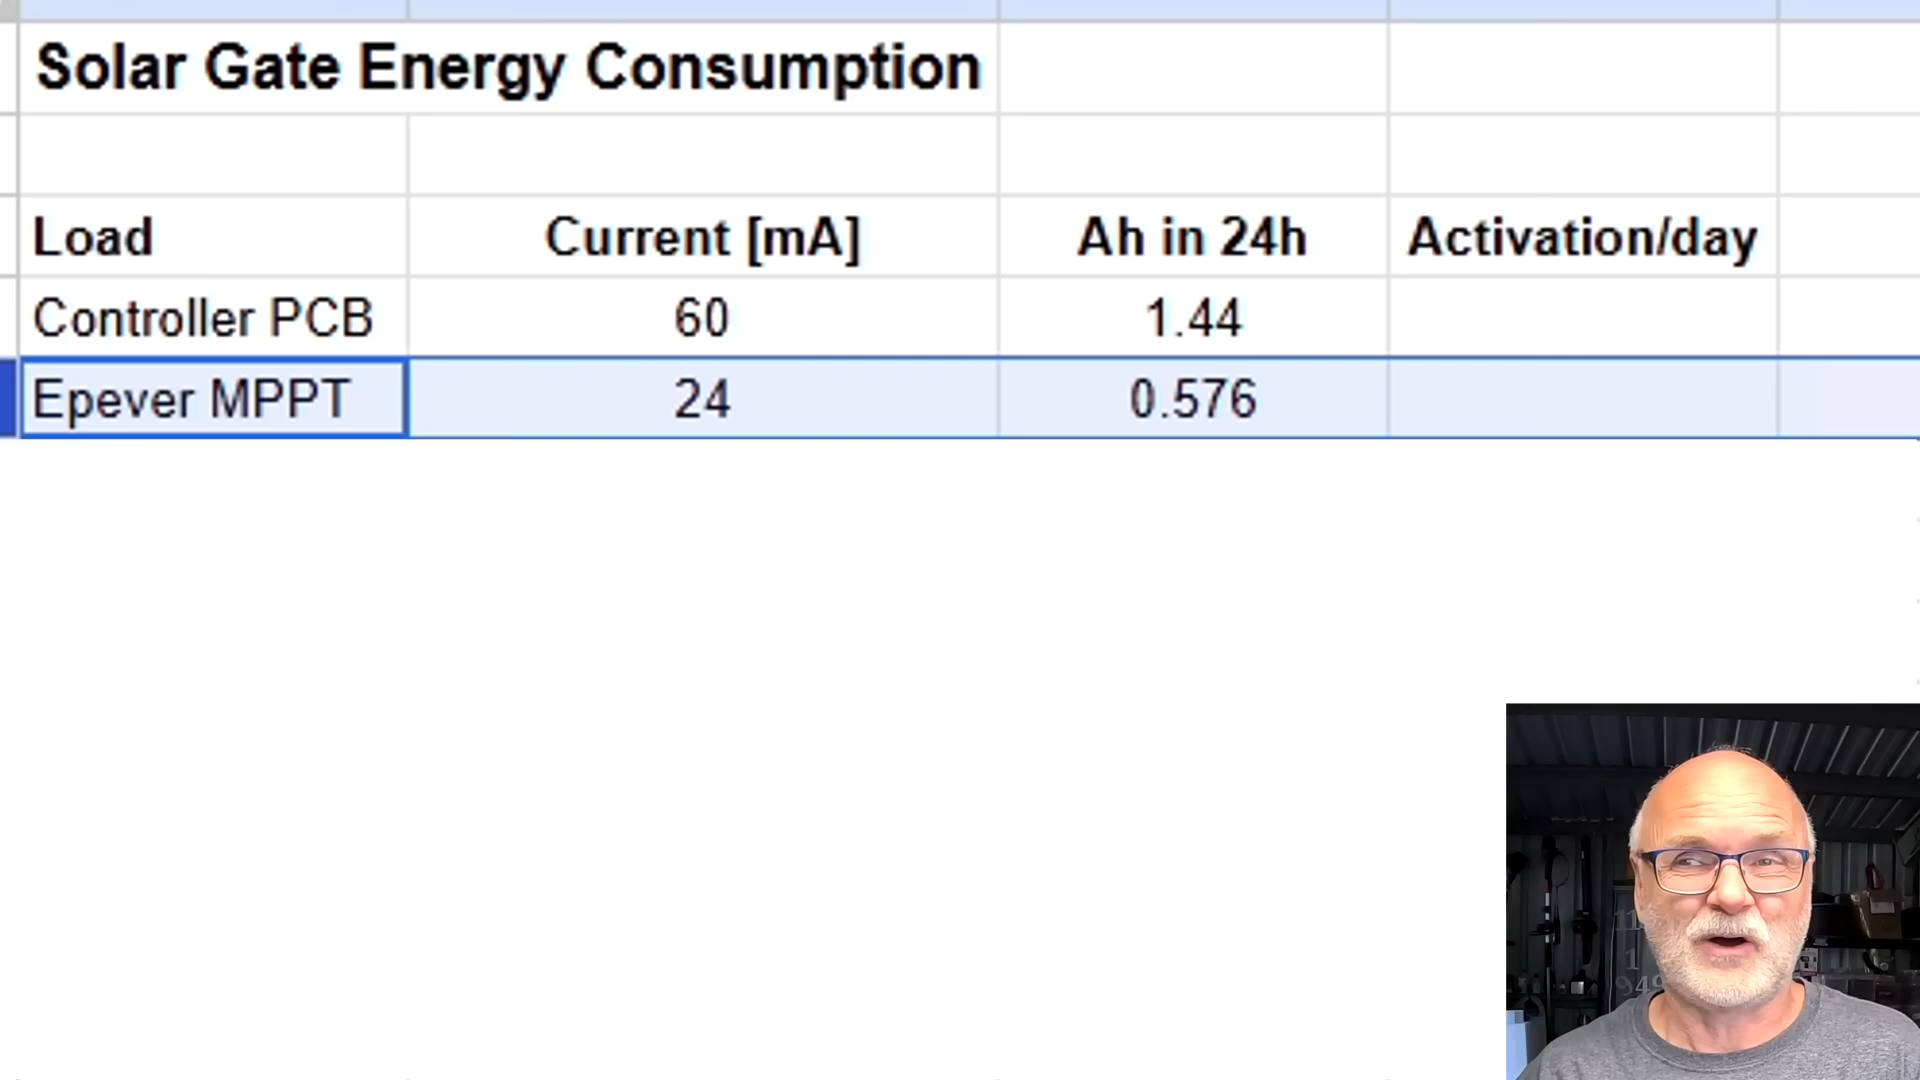 Solar Gate Energy Consumption
Load Current [mA] Ah in 24h Activation/day
Controller PCB 60 1.44
Epever MPPT 24 0.576